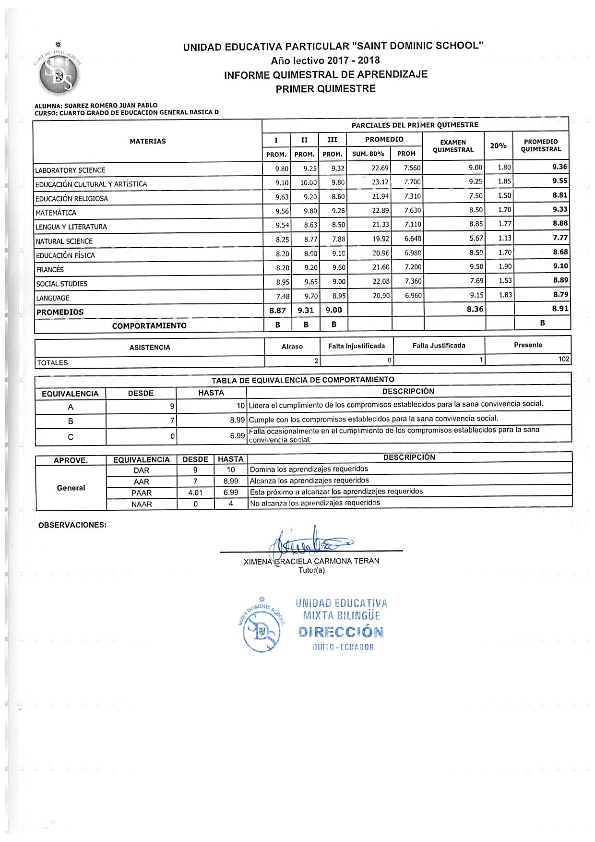 UNIDAD EDUCATIVA PARTICULAR "SAINT DOMINIC SCHOOL"
Año lectivo 2017 - 2018
INFORME QUIMESTRAL DE APRENDIZAJE
PRIMER QUIMESTRE
ALUMNA: SUAREZ ROMERO JUAN PABLO
CURSO: CUARTO GRADO DE EDUCACION GENERAL BASICA D
MATERIAS PARCIALES DEL PRIMER QUIMESTRE
I II III PROMEDIO EXAMEN QUIMESTRAL 20% PROMEDIO QUIMESTRAL
PROM. PROM. PROM. SUM. 80% PROM
LABORATORY SCIENCE 9.80 9.25 9.32 22.69 7.560 9.00 1.80 9.36
EDUCACIÓN CULTURAL Y ARTÍSTICA 9.10 10.00 9.80 23.12 7.700 9.25 1.85 9.55
EDUCACIÓN RELIGIOSA 9.63 9.20 8.60 21.94 7.310 7.50 1.50 8.81
MATEMÁTICA 9.56 9.80 9.26 22.89 7.630 8.50 1.70 9.33
LENGUA Y LITERATURA 9.54 8.63 8.50 21.33 7.110 8.85 1.77 8.88
NATURAL SCIENCE 8.25 8.77 7.88 19.92 6.640 5.67 1.13 7.77
EDUCACIÓN FÍSICA 8.20 8.90 9.10 20.96 6.980 8.50 1.70 8.68
FRANCÉS 8.20 9.20 9.60 21.60 7.200 9.50 1.90 9.10
SOCIAL STUDIES 8.95 9.65 9.00 22.08 7.360 7.69 1.53 8.89
LANGUAGE 7.48 9.70 8.95 20.90 6.960 9.15 1.83 8.79
PROMEDIOS 8.87 9.31 9.00 8.36 8.91
COMPORTAMIENTO B B B B
ASISTENCIA Atraso Falta Injustificada Falta Justificada Presente
TOTALES 2 0 1 102
TABLA DE EQUIVALENCIA DE COMPORTAMIENTO
EQUIVALENCIA DESDE HASTA DESCRIPCIÓN
A 9 10 Lidera el cumplimiento de los compromisos establecidos para la sana convivencia social.
B 7 8.99 Cumple con los compromisos establecidos para la sana convivencia social.
C 0 6.99 Falla ocasionalmente en el cumplimiento de los compromisos establecidos para la sana
convivencia social.
APROVE. EQUIVALENCIA DESDE HASTA DESCRIPCIÓN
General DAR 9 10 Domina los aprendizajes requeridos
AAR 7 8.99 Alcanza los aprendizajes requeridos
PAAR 4.01 6.99 Esta próximo a alcanzar los aprendizajes requeridos
NAAR 0 4 No alcanza los aprendizajes requeridos
OBSERVACIONES:
XIMENA GRACIELA CARMONA TERAN
Tutor(a)
SAINT DOMINIC SCHOOL
SDS
UNIDAD EDUCATIVA
MIXTA BILINGÜE
DIRECCIÓN
QUITO - ECUADOR